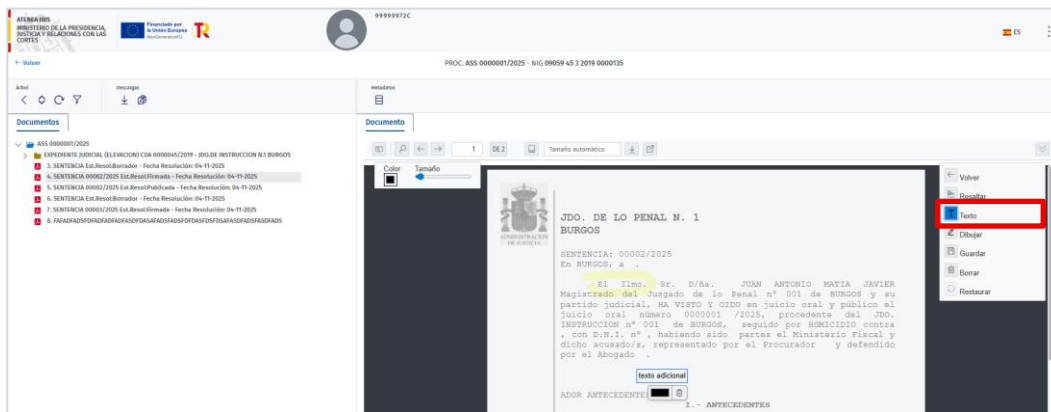 ATENEA IRIS
MINISTERIO DE LA PRESIDENCIA,
JUSTICIA Y RELACIONES CON LAS
CORTES
Financiado por
la Unión Europea
NextGenerationEU
99999972C
ES
← Volver
PROC. ASS 0000001/2025 - NIG 09059 45 3 2019 0000135
Árbol
Descargas
Metadatos
Documentos
Documento
ASS 0000001/2025
EXPEDIENTE JUDICIAL (ELEVACION) CUA 0000045/2019 - JDO.DE INSTRUCCION N.1 BURGOS
3. SENTENCIA Est.Resol:Borrador - Fecha Resolución: 04-11-2025
4. SENTENCIA 00002/2025 Est.Resol:Firmada - Fecha Resolución: 04-11-2025
5. SENTENCIA 00002/2025 Est.Resol:Publicada - Fecha Resolución: 04-11-2025
6. SENTENCIA Est.Resol:Borrador - Fecha Resolución: 04-11-2025
7. SENTENCIA 00003/2025 Est.Resol:Firmada - Fecha Resolución: 04-11-2025
1 DE 2 Tamaño automático
Color Tamaño
Volver
Resaltar
Texto
Dibujar
Guardar
Borrar
Restaurar
ADMINISTRACION
DE JUSTICIA
JDO. DE LO PENAL N. 1
BURGOS
SENTENCIA: 00002/2025
En BURGOS, a .
El Ilmo. Sr. D/ña. JUAN ANTONIO MATIA JAVIER
Magistrado del Juzgado de lo Penal nº 001 de BURGOS y su
partido judicial, HA VISTO Y OIDO en juicio oral y público el
juicio oral número 0000001 /2025, procedente del JDO.
INSTRUCCION nº 001 de BURGOS, seguido por HOMICIDIO contra
, con D.N.I. nº , habiendo sido partes el Ministerio Fiscal y
dicho acusado/s, representado por el Procurador y defendido
por el Abogado .
texto adicional
ADOR ANTECEDENTE
I.- ANTECEDENTES